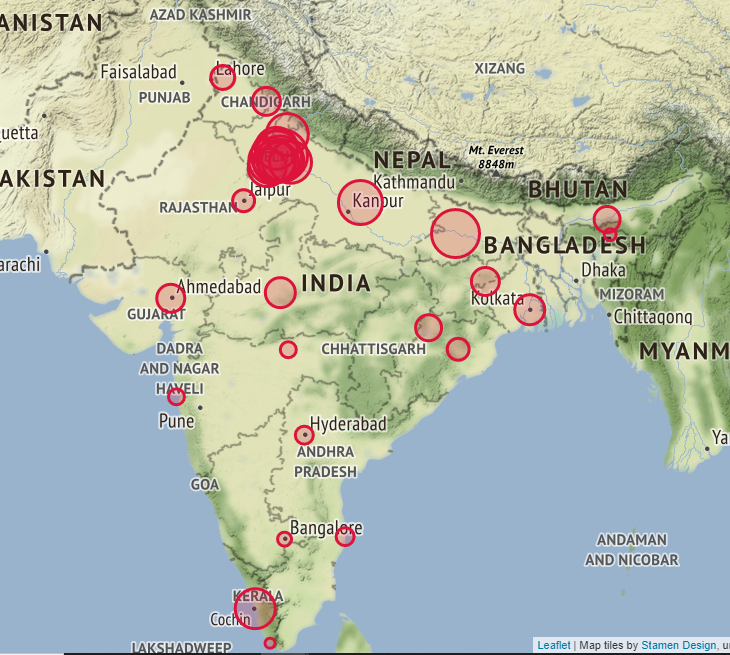 ANISTAN
AZAD KASHMIR
Faisalabad
Lahore
XIZANG
PUNJAB
CHANDIGARH
uetta
Mt. Everest
8848m
NEPAL
AKISTAN
Kathmandu
BHUTAN
Jaipur
Kanpur
RAJASTHAN
BANGLADESH
arachi
Dhaka
Ahmedabad
INDIA
Kolkata
MIZORAM
GUJARAT
Chittagong
DADRA
AND NAGAR
HAVELI
CHHATTISGARH
MYANM
Pune
Hyderabad
Ya
ANDHRA
PRADESH
GOA
Bangalore
ANDAMAN
AND NICOBAR
KERALA
Cochin
LAKSHADWEEP
Leaflet | Map tiles by Stamen Design, u